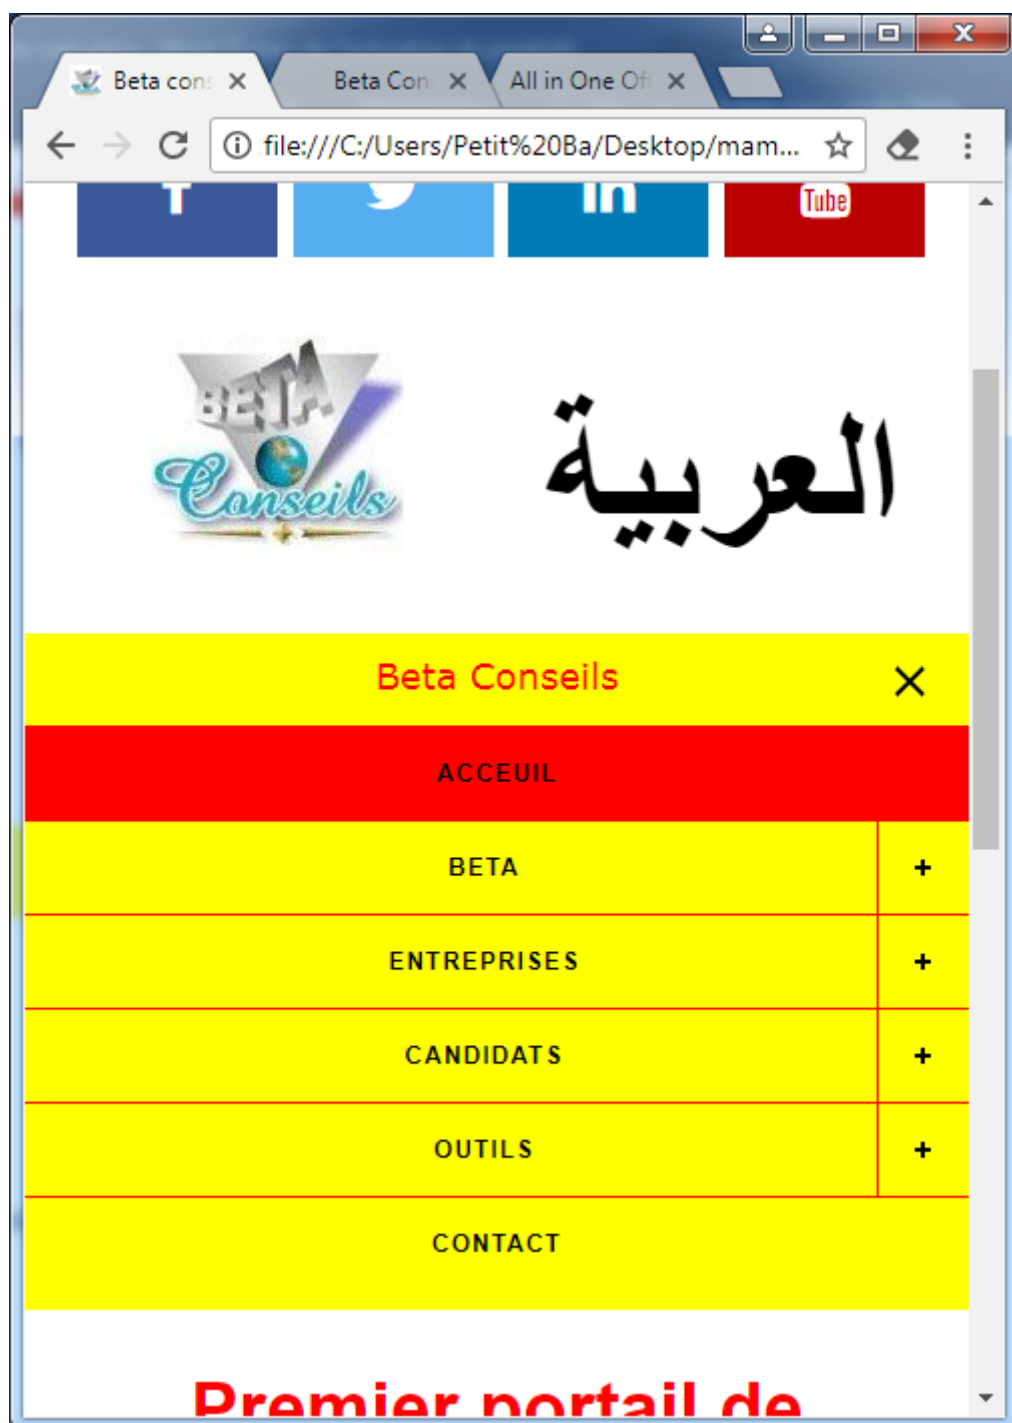 Beta cons
Beta Con
All in One Of
file:///C:/Users/Petit%20Ba/Desktop/mam...
f
in
Tube
BETA
Conseils
العربية
Beta Conseils
ACCEUIL
BETA
+
ENTREPRISES
+
CANDIDATS
+
OUTILS
+
CONTACT
Premier portail de